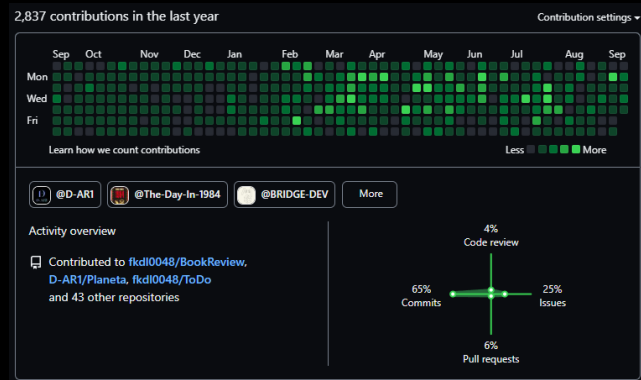 2,837 contributions in the last year
Contribution settings
Sep Oct Nov Dec Jan Feb Mar Apr May Jun Jul Aug Sep
Mon
Wed
Fri
Learn how we count contributions
Less More
@D-AR1
@The-Day-In-1984
@BRIDGE-DEV
More
Activity overview
Contributed to fkdl0048/BookReview,
D-AR1/Planeta, fkdl0048/ToDo
and 43 other repositories
4%
Code review
65%
Commits
25%
Issues
6%
Pull requests